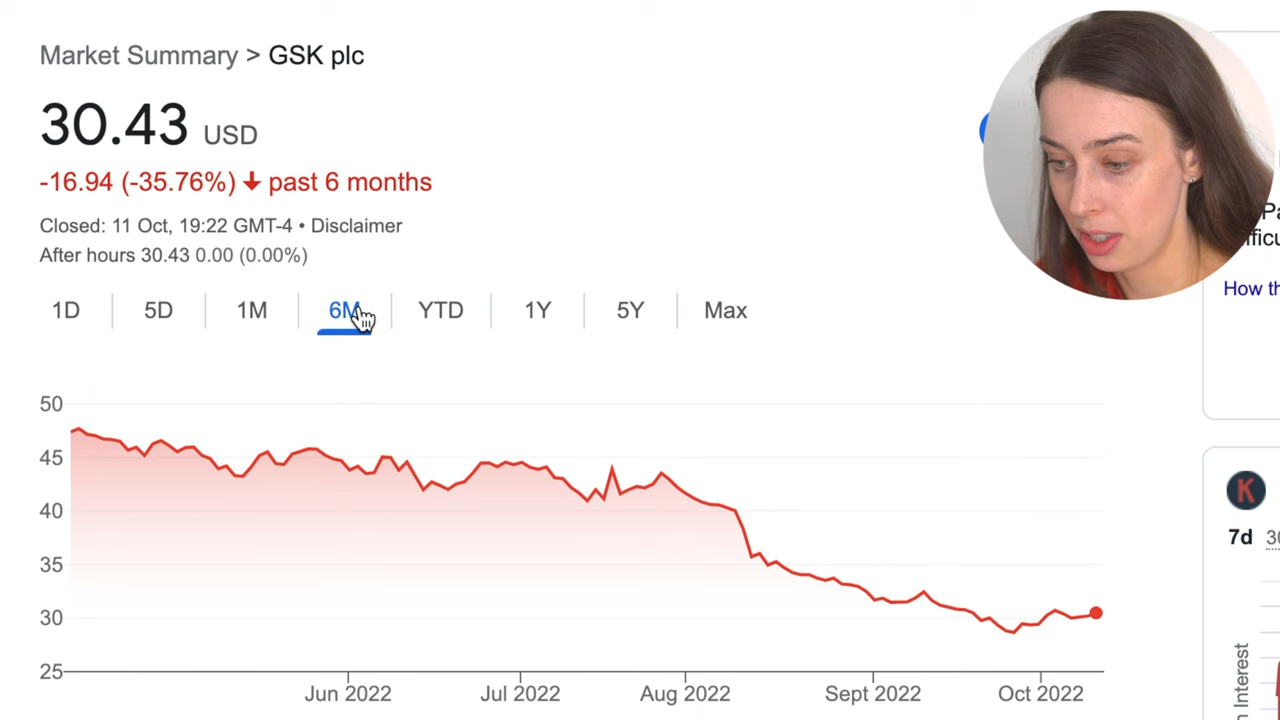 Market Summary > GSK plc
30.43 USD
-16.94 (-35.76%) ↓ past 6 months
Closed: 11 Oct, 19:22 GMT-4 • Disclaimer
After hours 30.43 0.00 (0.00%)
1D 5D 1M 6M YTD 1Y 5Y Max
50
45
40
35
30
25
Jun 2022 Jul 2022 Aug 2022 Sept 2022 Oct 2022
How
K
7d
Interest